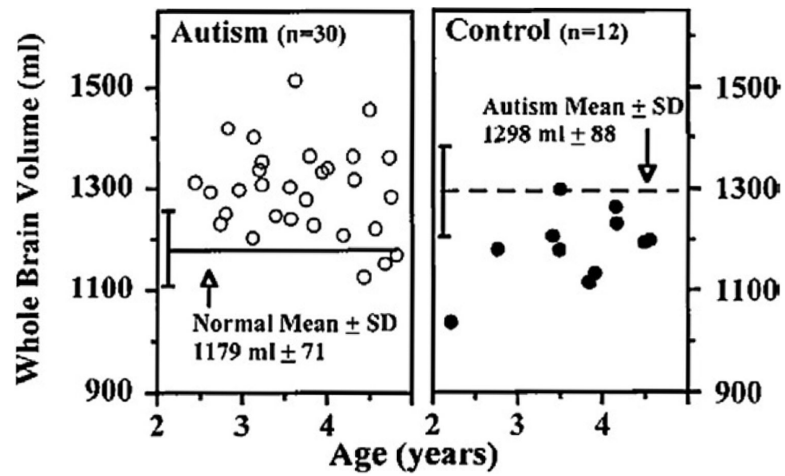 Autism (n=30)
Control (n=12)
Whole Brain Volume (ml)
1500
1300
1100
900
Normal Mean ± SD
1179 ml ± 71
2
3
4
Autism Mean ± SD
1298 ml ± 88
1500
1300
1100
900
2
3
4
Age (years)